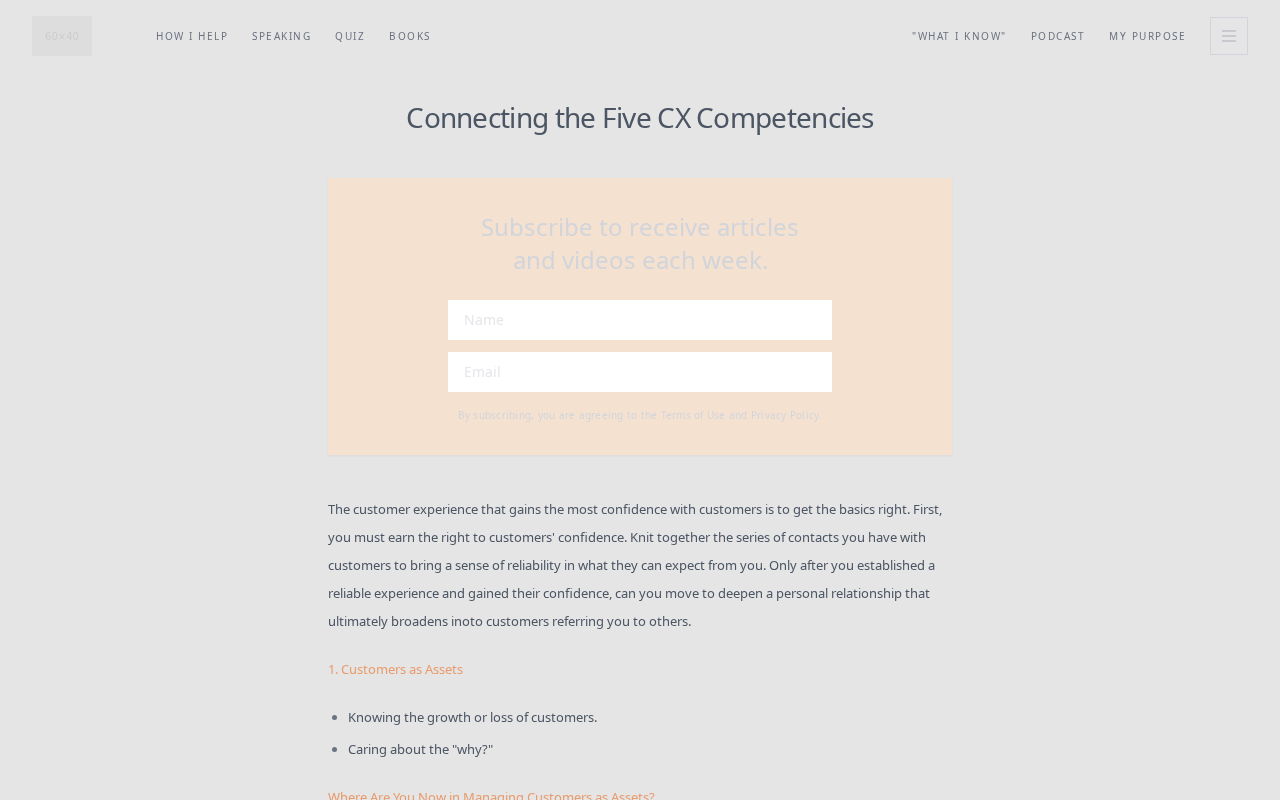 60×40
HOW I HELP
SPEAKING
QUIZ
BOOKS
"WHAT I KNOW"
PODCAST
MY PURPOSE
Connecting the Five CX Competencies
Subscribe to receive articles
and videos each week.
Name
Email
By subscribing, you are agreeing to the Terms of Use and Privacy Policy.
The customer experience that gains the most confidence with customers is to get the basics right. First,
you must earn the right to customers' confidence. Knit together the series of contacts you have with
customers to bring a sense of reliability in what they can expect from you. Only after you established a
reliable experience and gained their confidence, can you move to deepen a personal relationship that
ultimately broadens inoto customers referring you to others.
1. Customers as Assets
Knowing the growth or loss of customers.
Caring about the "why?"
Where Are You Now in Managing Customers as Assets?